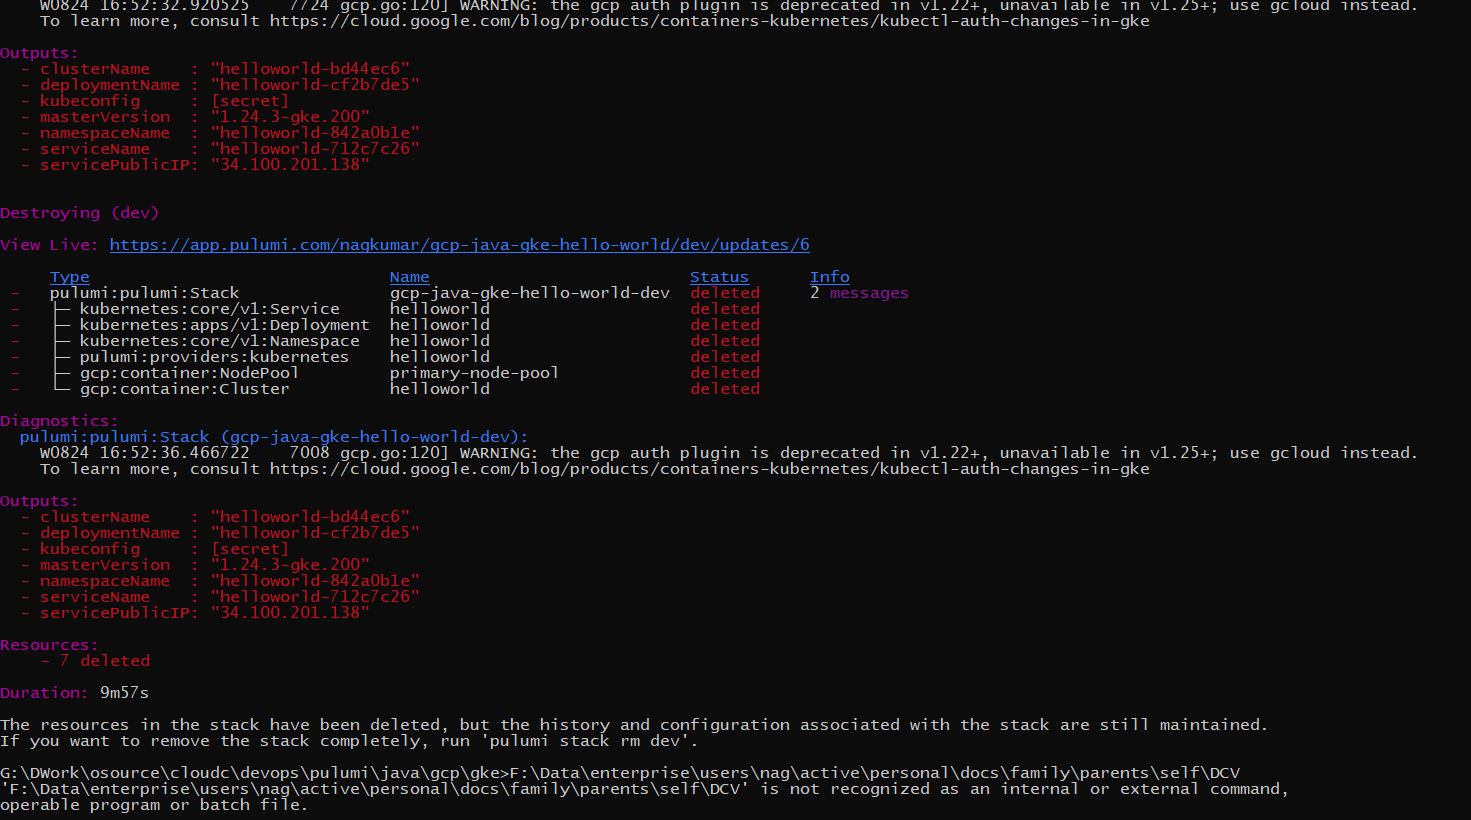 W0824 16:52:32.920525    7724 gcp.go:120] WARNING: the gcp auth plugin is deprecated in v1.22+, unavailable in v1.25+; use gcloud instead.
To learn more, consult https://cloud.google.com/blog/products/containers-kubernetes/kubectl-auth-changes-in-gke
Outputs:
- clusterName    : "helloworld-bd44ec6"
- deploymentName : "helloworld-cf2b7de5"
- kubeconfig     : [secret]
- masterVersion  : "1.24.3-gke.200"
- namespaceName  : "helloworld-842a0b1e"
- serviceName    : "helloworld-712c7c26"
- servicePublicIP: "34.100.201.138"
Destroying (dev)
View Live: https://app.pulumi.com/nagkumar/gcp-java-gke-hello-world/dev/updates/6
Type Name Status Info
- pulumi:pulumi:Stack gcp-java-gke-hello-world-dev deleted 2 messages
- ├─ kubernetes:core/v1:Service helloworld deleted
- ├─ kubernetes:apps/v1:Deployment helloworld deleted
- ├─ kubernetes:core/v1:Namespace helloworld deleted
- ├─ pulumi:providers:kubernetes helloworld deleted
- ├─ gcp:container:NodePool primary-node-pool deleted
- └─ gcp:container:Cluster helloworld deleted
Diagnostics:
pulumi:pulumi:Stack (gcp-java-gke-hello-world-dev):
W0824 16:52:36.466722    7008 gcp.go:120] WARNING: the gcp auth plugin is deprecated in v1.22+, unavailable in v1.25+; use gcloud instead.
To learn more, consult https://cloud.google.com/blog/products/containers-kubernetes/kubectl-auth-changes-in-gke
Outputs:
- clusterName    : "helloworld-bd44ec6"
- deploymentName : "helloworld-cf2b7de5"
- kubeconfig     : [secret]
- masterVersion  : "1.24.3-gke.200"
- namespaceName  : "helloworld-842a0b1e"
- serviceName    : "helloworld-712c7c26"
- servicePublicIP: "34.100.201.138"
Resources:
- 7 deleted
Duration: 9m57s
The resources in the stack have been deleted, but the history and configuration associated with the stack are still maintained.
If you want to remove the stack completely, run 'pulumi stack rm dev'.
G:\DWork\osource\cloudc\devops\pulumi\java\gcp\gke>F:\Data\enterprise\users\nag\active\personal\docs\family\parents\self\DCV
'F:\Data\enterprise\users\nag\active\personal\docs\family\parents\self\DCV' is not recognized as an internal or external command,
operable program or batch file.